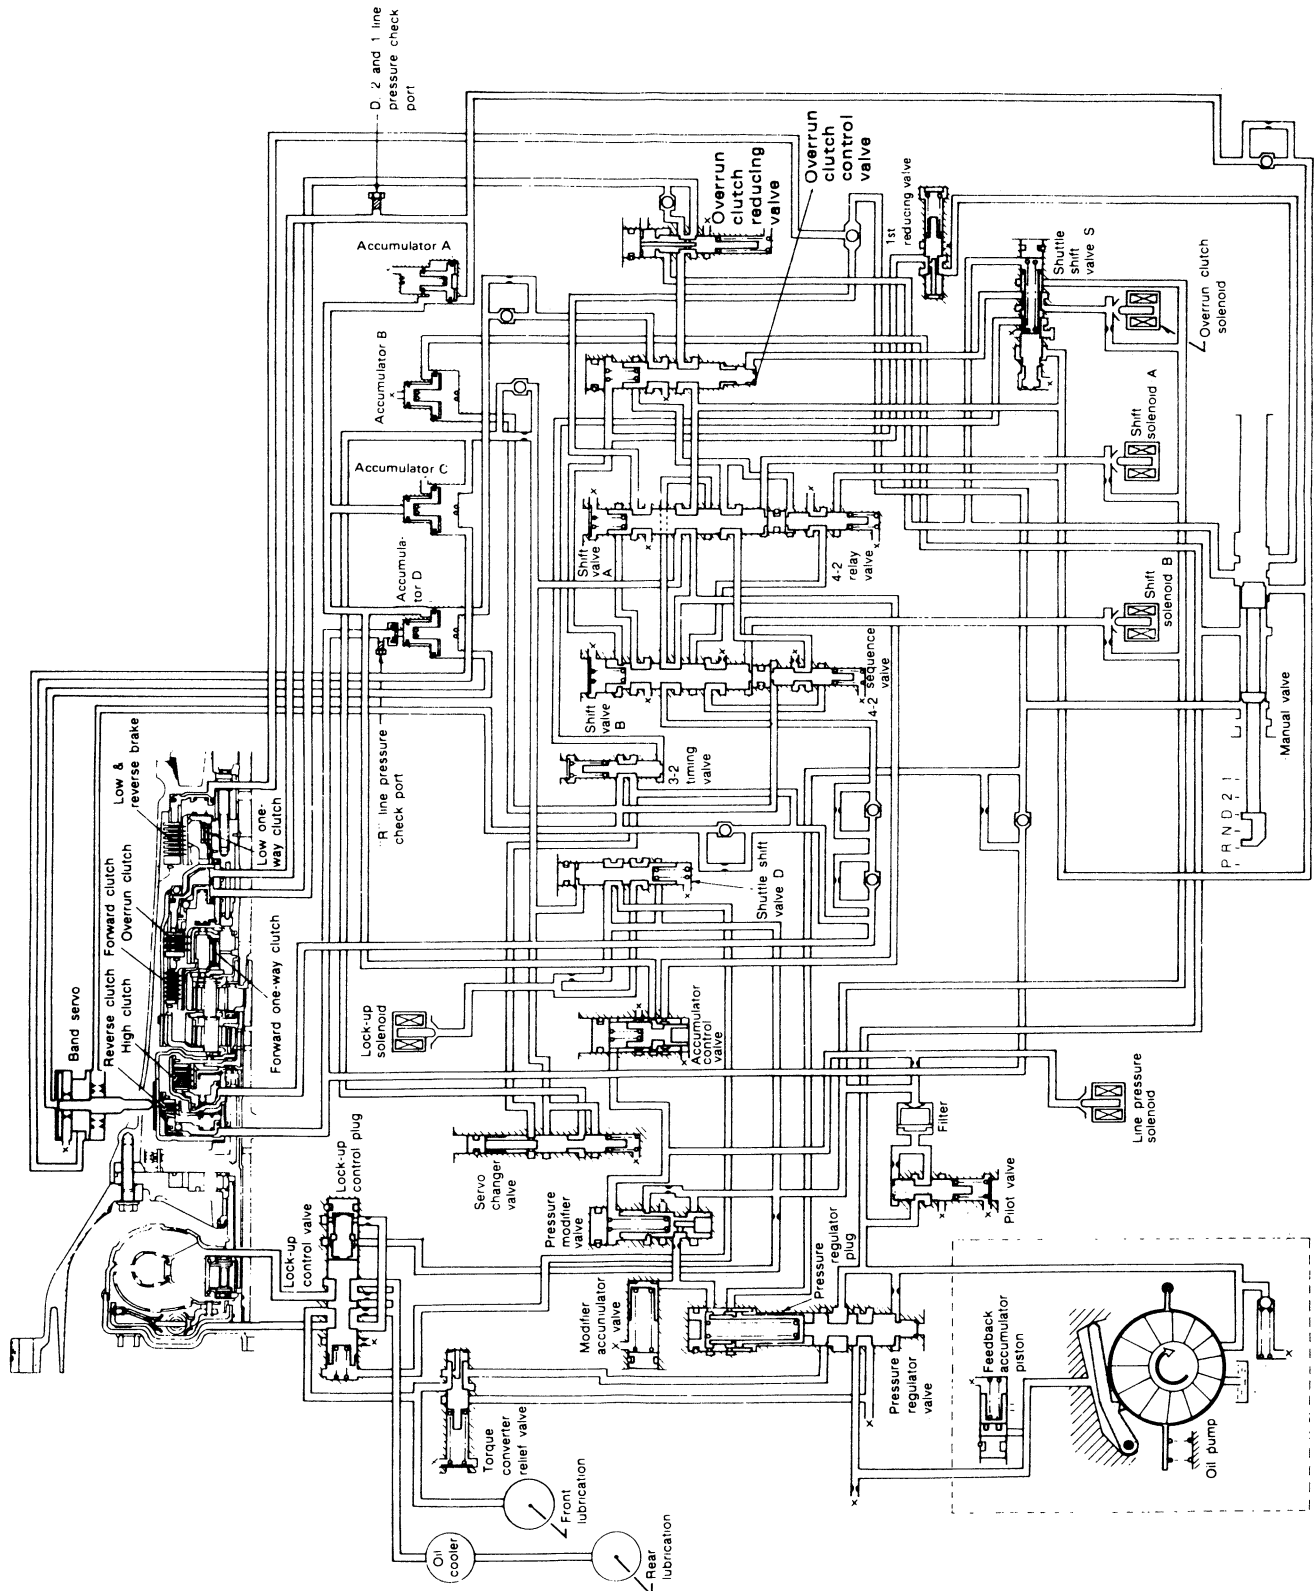 D, 2 and 1 line
pressure check
port
Accumulator A
Accumulator B
Accumulator C
Accumula-
tor D
"R" line pressure
check port
Low &
reverse brake
Low one-
way clutch
Forward clutch
Overrun clutch
Forward one-way clutch
Reverse clutch
High clutch
Band servo
Overrun
clutch
reducing
valve
Overrun
clutch
control
valve
1st
reducing valve
Shuttle
shift
valve S
Overrun clutch
solenoid
Shift
solenoid A
Shift
solenoid B
Shift
valve
A
4-2
relay
valve
Shift
valve
B
4-2 sequence
valve
3-2
timing
valve
Shuttle shift
valve D
Manual valve
P R N D 2 1
Lock-up
solenoid
Accumulator
control
valve
Lock-up
control plug
Lock-up
control valve
Servo
changer
valve
Pressure
modifier
valve
Modifier
accumulator
valve
Pressure
regulator
plug
Pressure
regulator
valve
Pilot valve
Filter
Line pressure
solenoid
Torque
converter
relief valve
Front
lubrication
Oil
cooler
Rear
lubrication
Feedback
accumulator
piston
Oil pump